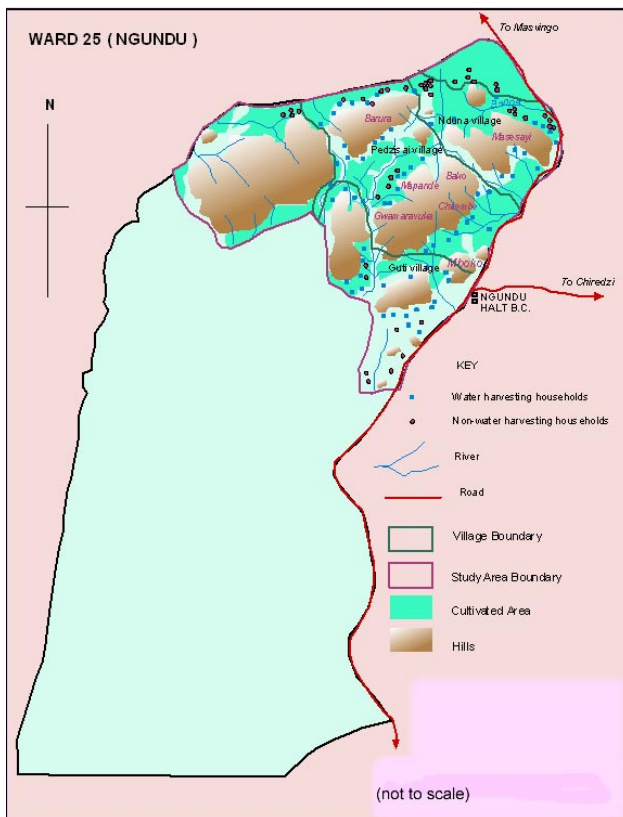 WARD 25 ( NGUNDU )
To Masvingo
N
Barura
Nduna village
Masesayi
Pedzisai village
Bako
Mapande
Gwamaravuka
Guti village
Mboko
To Chiredzi
NGUNDU
HALT B.C.
KEY
Water harvesting households
Non-water harvesting households
River
Road
Village Boundary
Study Area Boundary
Cultivated Area
Hills
(not to scale)